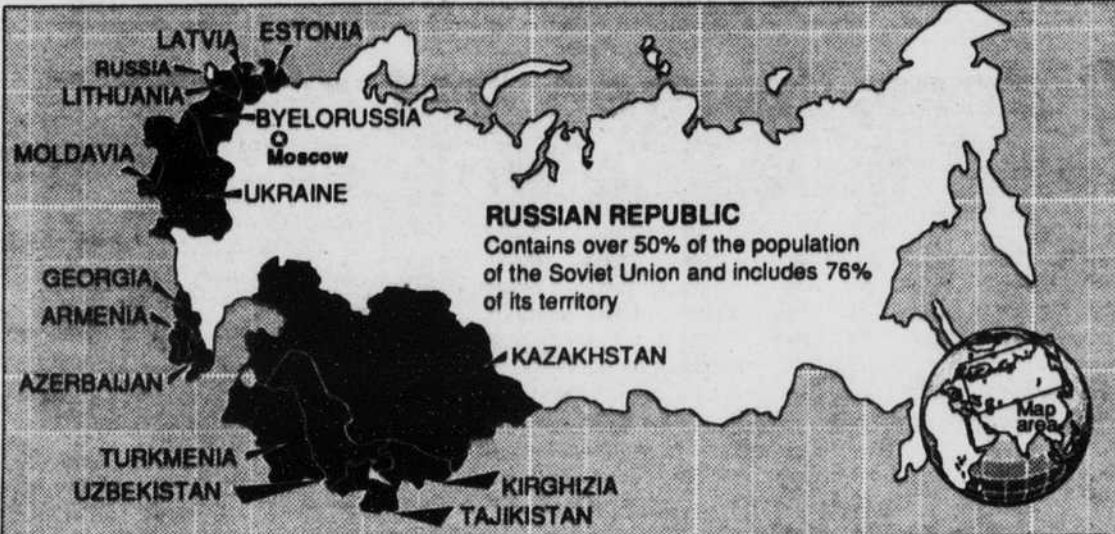 LATVIA
ESTONIA
RUSSIA
LITHUANIA
BYELORUSSIA
Moscow
MOLDAVIA
UKRAINE
RUSSIAN REPUBLIC
Contains over 50% of the population
of the Soviet Union and includes 76%
of its territory
GEORGIA
ARMENIA
AZERBAIJAN
KAZAKHSTAN
Map
area
TURKMENIA
UZBEKISTAN
KIRGHIZIA
TAJIKISTAN